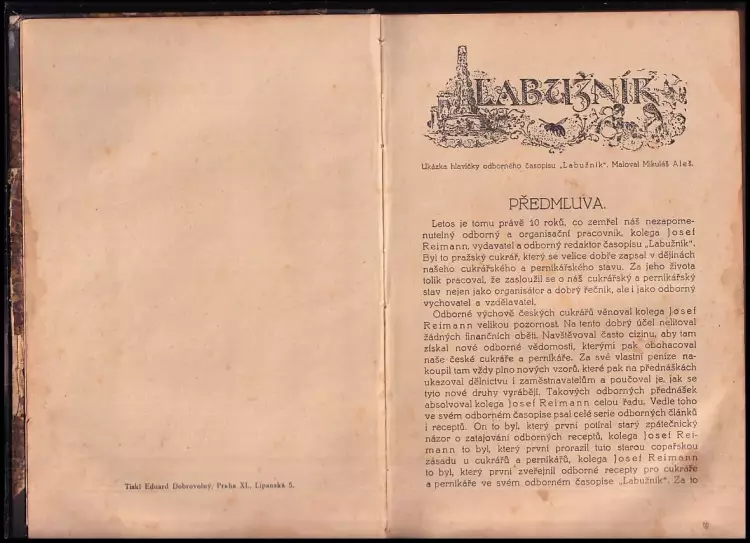 Tiskl Eduard Dobrovolný, Praha XI., Lipanská 5.
LABUŽNÍK
Ukázka hlavičky odborného časopisu „Labužník“. Maloval Mikuláš Aleš.
PŘEDMLUVA.
Letos je tomu právě 10 roků, co zemřel náš nezapome-
nutelný odborný a organisační pracovník, kolega Josef
Reimann, vydavatel a odborný redaktor časopisu „Labužník“.
Byl to pražský cukrář, který se velice dobře zapsal v dějinách
našeho cukrářského a pernikářského stavu. Za jeho života
tolik pracoval, že zasloužil se o náš cukrářský a pernikářský
stav nejen jako organisátor a dobrý řečník, ale i jako odborný
vychovatel a vzdělavatel.
Odborné výchově českých cukrářů věnoval kolega Josef
Reimann velikou pozornost. Na tento dobrý účel nelitoval
žádných finančních obětí. Navštěvoval často cizinu, aby tam
získal nové odborné vědomosti, kterými pak obohacoval
naše české cukráře a pernikáře. Za své vlastní peníze na-
koupil tam vždy plno nových vzorů, které pak na přednáškách
ukazoval dělnictvu i zaměstnavatelům a poučoval je, jak se
tyto nové druhy vyrábějí. Takových odborných přednášek
absolvoval kolega Josef Reimann celou řadu. Vedle toho
ve svém odborném časopise psal celé serie odborných článků
i receptů. On to byl, který první potíral starý zpátečnický
názor o zatajování odborných receptů, kolega Josef Rei-
mann to byl, který první prorazil tuto starou copařskou
zásadu u cukrářů a pernikářů, kolega Josef Reimann
to byl, který první zveřejnil odborné recepty pro cukráře
a pernikáře ve svém odborném časopise „Labužník“. Za to